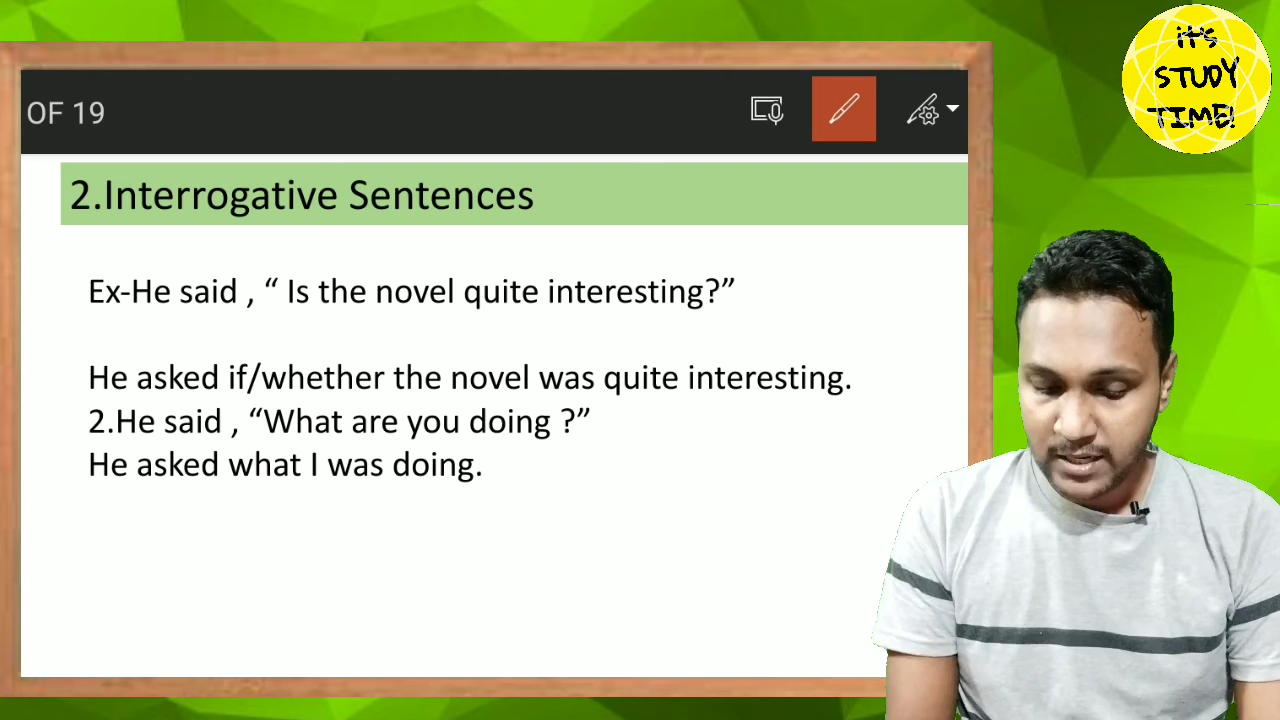 OF 19
iT's
STUDY
TIME!
2.Interrogative Sentences
Ex-He said , “ Is the novel quite interesting?”
He asked if/whether the novel was quite interesting.
2.He said , “What are you doing ?”
He asked what I was doing.